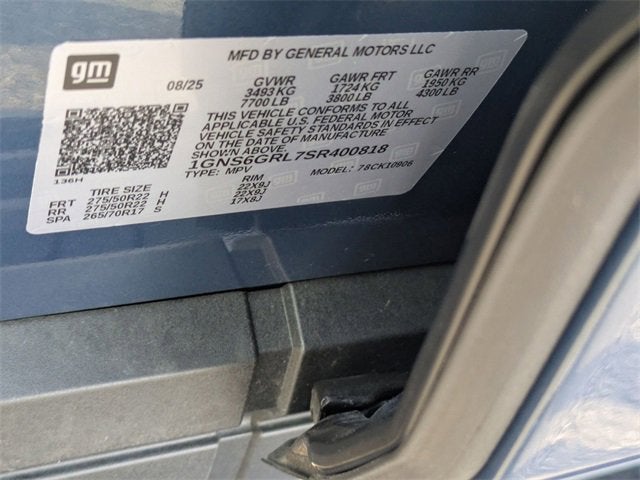 gm
MFD BY GENERAL MOTORS LLC
08/25 GVWR GAWR FRT GAWR RR
3493 KG 1724 KG 1950 KG
7700 LB 3800 LB 4300 LB
THIS VEHICLE CONFORMS TO ALL
APPLICABLE U.S. FEDERAL MOTOR
VEHICLE SAFETY STANDARDS IN EFFECT
ON THE DATE OF MANUFACTURE
SHOWN ABOVE.
1GNS6GRL7SR400818
TYPE: MPV MODEL: 78CK10906
136H
TIRE SIZE RIM
FRT 275/50R22 H 22X9J
RR 275/50R22 H 22X9J
SPA 265/70R17 S 17X8J